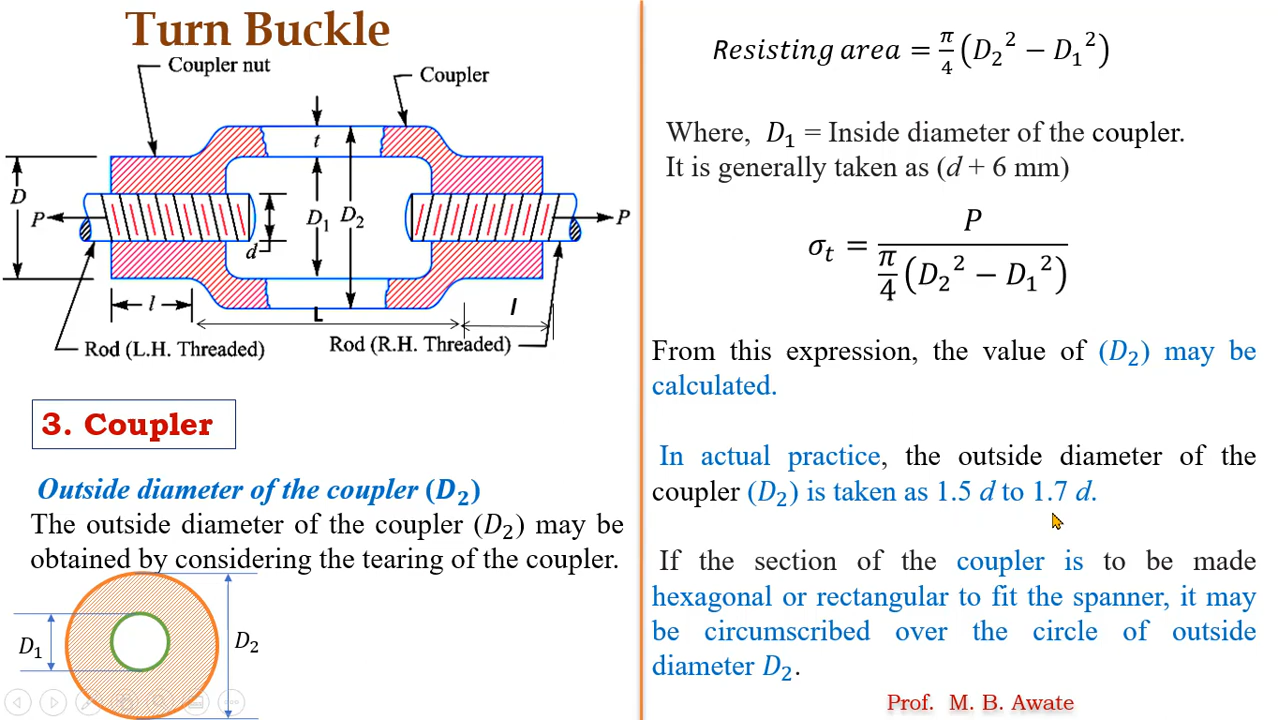 Turn Buckle
Coupler nut
Coupler
t
D
P
d
D₁
D₂
P
l
L
l
Rod (L.H. Threaded)
Rod (R.H. Threaded)
3. Coupler
Outside diameter of the coupler (D₂)
The outside diameter of the coupler (D₂) may be
obtained by considering the tearing of the coupler.
D₁
D₂
Resisting area = π/4 (D₂² − D₁²)
Where, D₁ = Inside diameter of the coupler.
It is generally taken as (d + 6 mm)
σₜ = P / (π/4 (D₂² − D₁²))
From this expression, the value of (D₂) may be
calculated.
In actual practice, the outside diameter of the
coupler (D₂) is taken as 1.5 d to 1.7 d.
If the section of the coupler is to be made
hexagonal or rectangular to fit the spanner, it may
be circumscribed over the circle of outside
diameter D₂.
Prof. M. B. Awate